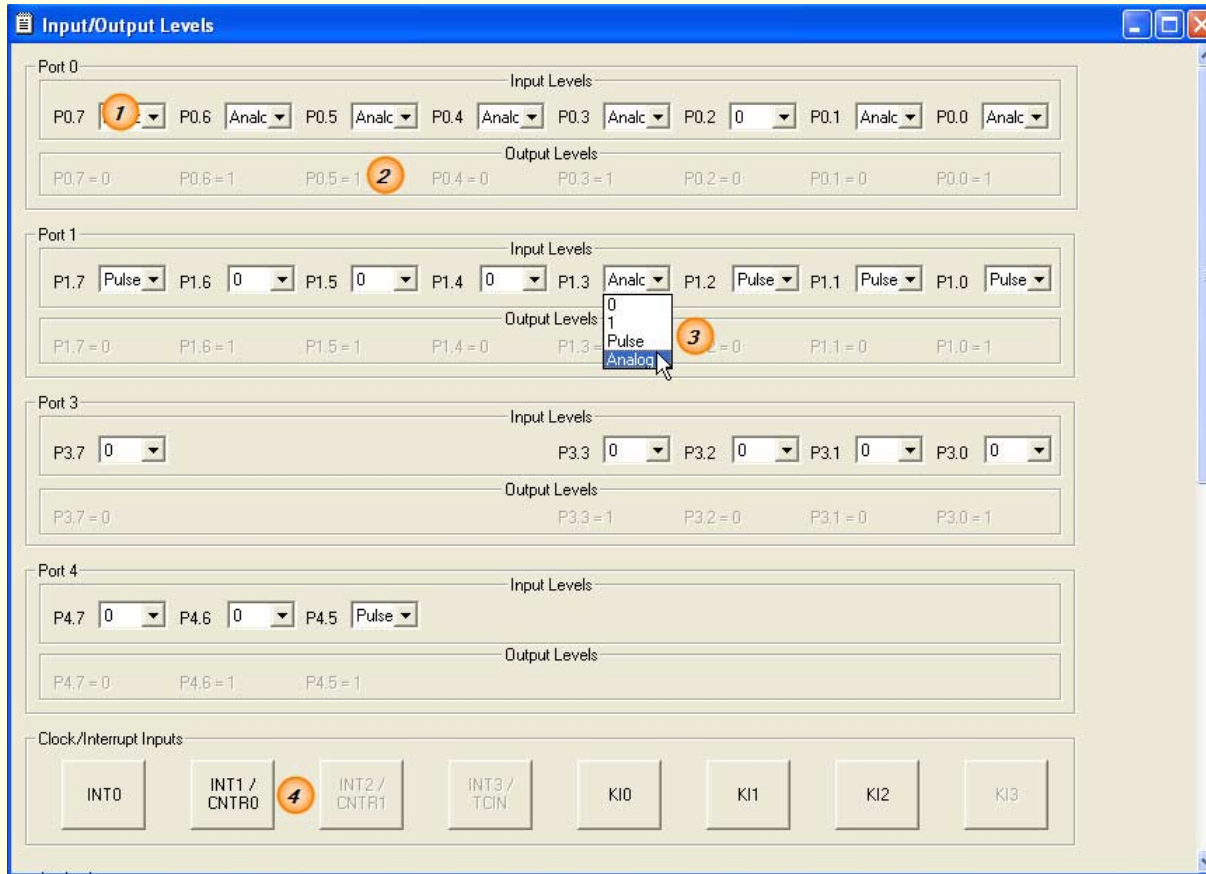 Input/Output Levels
Port 0
Input Levels
P0.7 1 P0.6 Analc P0.5 Analc P0.4 Analc P0.3 Analc P0.2 0 P0.1 Analc P0.0 Analc
Output Levels
P0.7 = 0 P0.6 = 1 P0.5 = 1 2 P0.4 = 0 P0.3 = 1 P0.2 = 0 P0.1 = 0 P0.0 = 1
Port 1
Input Levels
P1.7 Pulse P1.6 0 P1.5 0 P1.4 0 P1.3 Analc P1.2 Pulse P1.1 Pulse P1.0 Pulse
0
Output Levels
1
Pulse
3
P1.7 = 0 P1.6 = 1 P1.5 = 1 P1.4 = 0 P1.3 = = 0 P1.1 = 0 P1.0 = 1
Analog
Port 3
Input Levels
P3.7 0 P3.3 0 P3.2 0 P3.1 0 P3.0 0
Output Levels
P3.7 = 0 P3.3 = 1 P3.2 = 0 P3.1 = 0 P3.0 = 1
Port 4
Input Levels
P4.7 0 P4.6 0 P4.5 Pulse
Output Levels
P4.7 = 0 P4.6 = 1 P4.5 = 1
Clock/Interrupt Inputs
INT0
INT1 /
CNTR0
4
INT2 /
CNTR1
INT3 /
TCIN
KI0
KI1
KI2
KI3